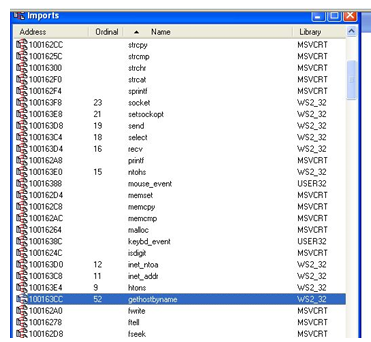 Imports
Address Ordinal Name Library
100162CC strcpy MSVCRT
1001625C strcmp MSVCRT
10016300 strchr MSVCRT
100162F0 strcat MSVCRT
100162F4 sprintf MSVCRT
100163F8 23 socket WS2_32
100163E8 21 setsockopt WS2_32
100163D8 19 send WS2_32
100163C4 18 select WS2_32
100163D4 16 recv WS2_32
100162A8 printf MSVCRT
100163E0 15 ntohs WS2_32
10016388 mouse_event USER32
100162D4 memset MSVCRT
100162C8 memcpy MSVCRT
100162AC memcmp MSVCRT
10016264 malloc MSVCRT
1001638C keybd_event USER32
1001624C isdigit MSVCRT
100163D0 12 inet_ntoa WS2_32
100163C8 11 inet_addr WS2_32
100163E4 9 htons WS2_32
100163CC 52 gethostbyname WS2_32
100162A0 fwrite MSVCRT
10016278 ftell MSVCRT
100162D8 fseek MSVCRT